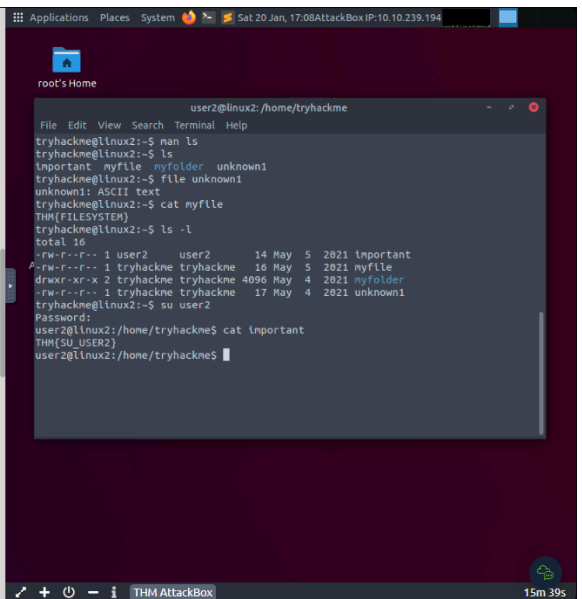 Applications Places System Sat 20 Jan, 17:08 AttackBox IP:10.10.239.194
root's Home
user2@linux2: /home/tryhackme
File Edit View Search Terminal Help
tryhackme@linux2:~$ man ls
tryhackme@linux2:~$ ls
important myfile myfolder unknown1
tryhackme@linux2:~$ file unknown1
unknown1: ASCII text
tryhackme@linux2:~$ cat myfile
THM{FILESYSTEM}
tryhackme@linux2:~$ ls -l
total 16
-rw-r--r-- 1 user2 user2 14 May 5 2021 important
-rw-r--r-- 1 tryhackme tryhackme 16 May 5 2021 myfile
drwxr-xr-x 2 tryhackme tryhackme 4096 May 4 2021 myfolder
-rw-r--r-- 1 tryhackme tryhackme 17 May 4 2021 unknown1
tryhackme@linux2:~$ su user2
Password:
user2@linux2:/home/tryhackme$ cat important
THM{SU_USER2}
user2@linux2:/home/tryhackme$
THM AttackBox
15m 39s